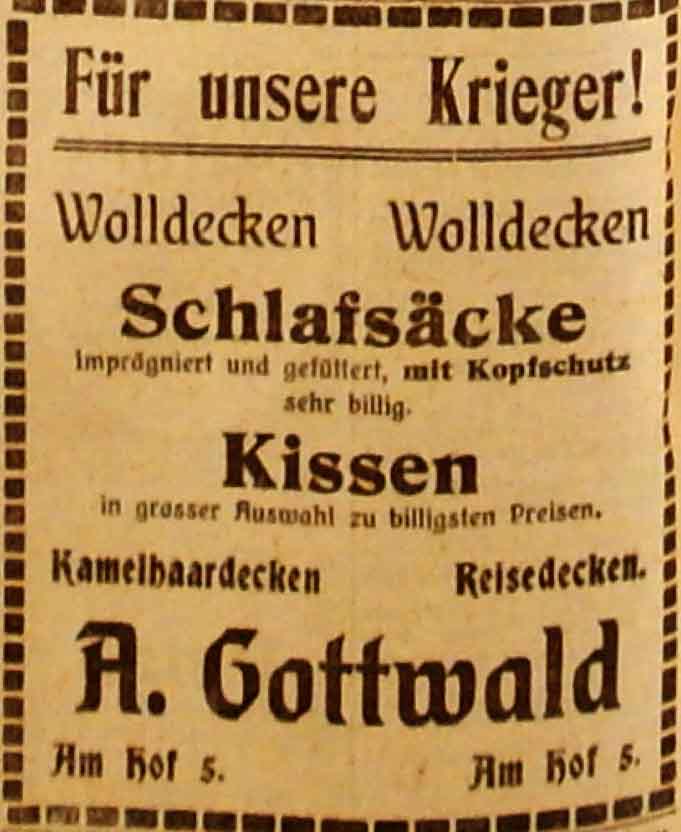 Für unsere Krieger!
Wolldecken Wolldecken
Schlafsäcke
imprägniert und gefüttert, mit Kopfschutz
sehr billig.
Kissen
in grosser Auswahl zu billigsten Preisen.
Kamelhaardecken Reisedecken.
A. Gottwald
Am Hof 5. Am Hof 5.